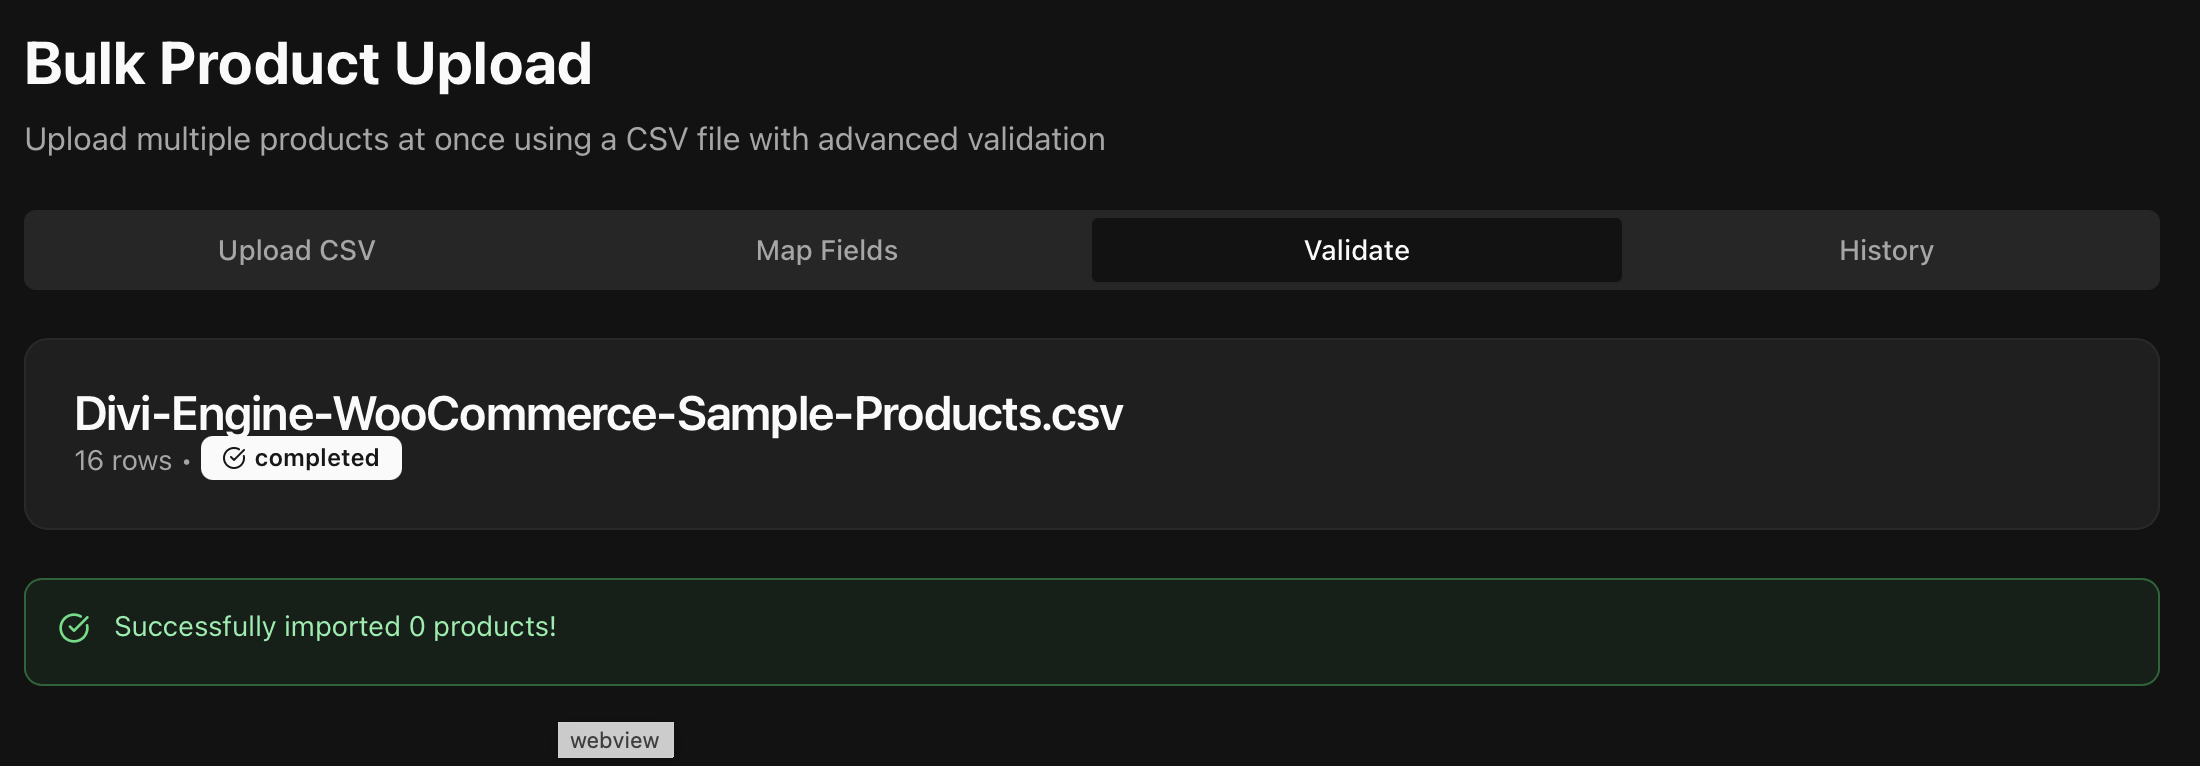 Bulk Product Upload
Upload multiple products at once using a CSV file with advanced validation
Upload CSV Map Fields Validate History
Divi-Engine-WooCommerce-Sample-Products.csv
16 rows • completed
Successfully imported 0 products!
webview